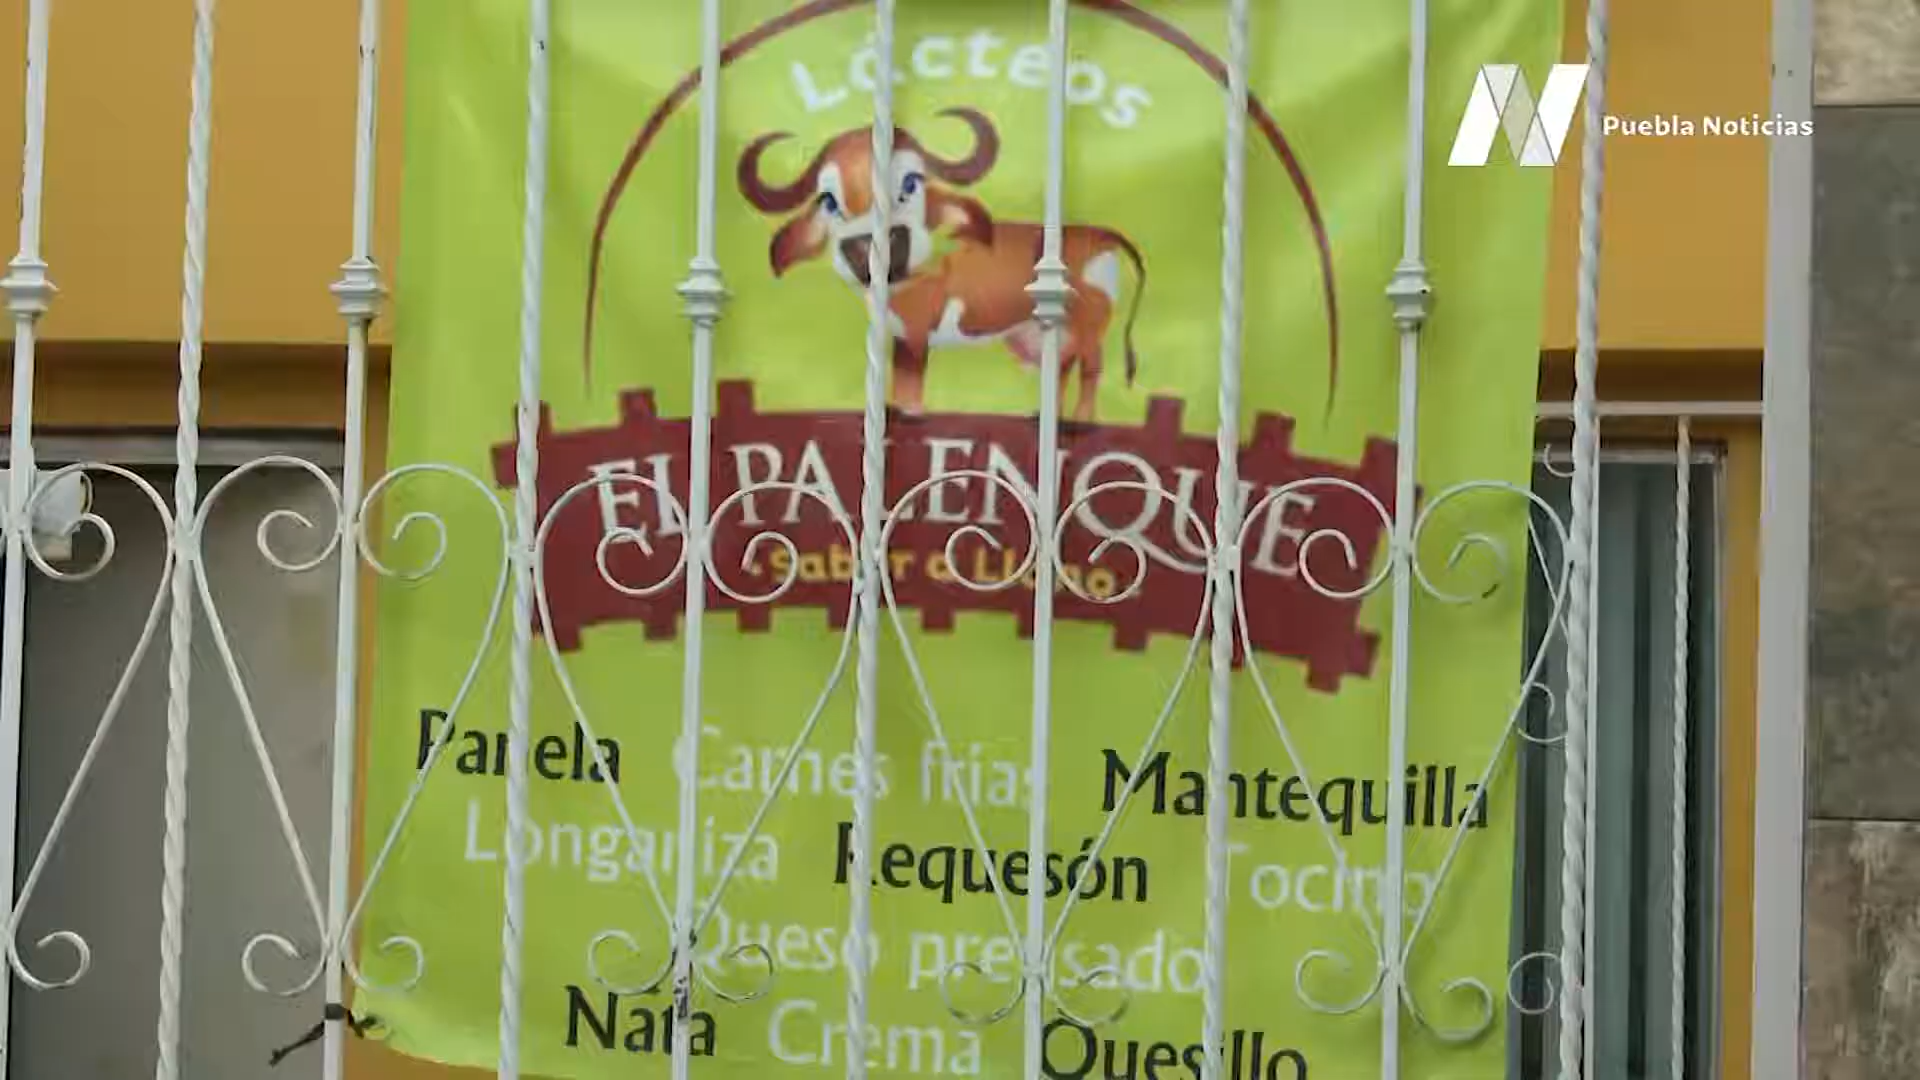 Lácteos
Puebla Noticias
EL PALENQUE
Sabor a Llano
Panela Carnes frías Mantequilla
Longaniza Requesón Tocino
Queso prensado
Nata Crema Quesillo